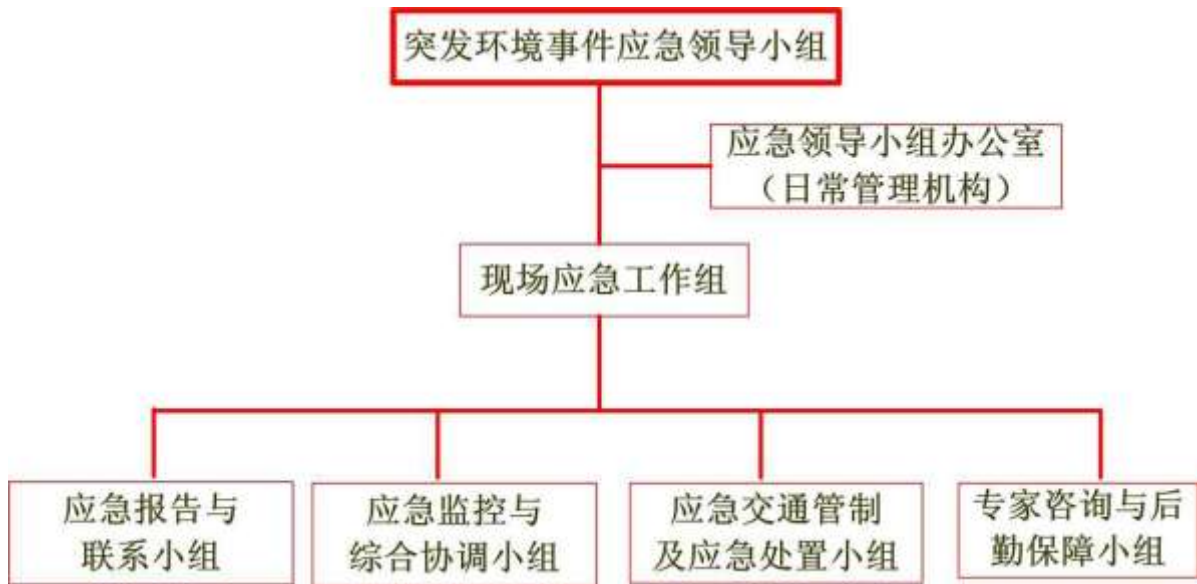 突发环境事件应急领导小组
应急领导小组办公室
（日常管理机构）
现场应急工作组
应急报告与
联系小组
应急监控与
综合协调小组
应急交通管制
及应急处置小组
专家咨询与后
勤保障小组